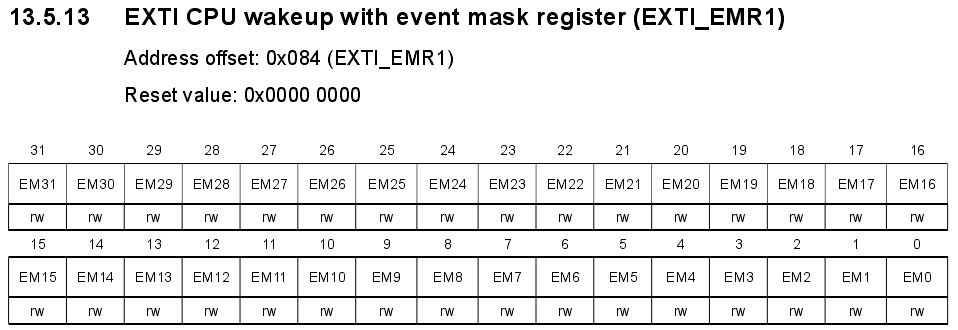 13.5.13 EXTI CPU wakeup with event mask register (EXTI_EMR1)
Address offset: 0x084 (EXTI_EMR1)
Reset value: 0x0000 0000
31 30 29 28 27 26 25 24 23 22 21 20 19 18 17 16
EM31 EM30 EM29 EM28 EM27 EM26 EM25 EM24 EM23 EM22 EM21 EM20 EM19 EM18 EM17 EM16
rw rw rw rw rw rw rw rw rw rw rw rw rw rw rw rw
15 14 13 12 11 10 9 8 7 6 5 4 3 2 1 0
EM15 EM14 EM13 EM12 EM11 EM10 EM9 EM8 EM7 EM6 EM5 EM4 EM3 EM2 EM1 EM0
rw rw rw rw rw rw rw rw rw rw rw rw rw rw rw rw